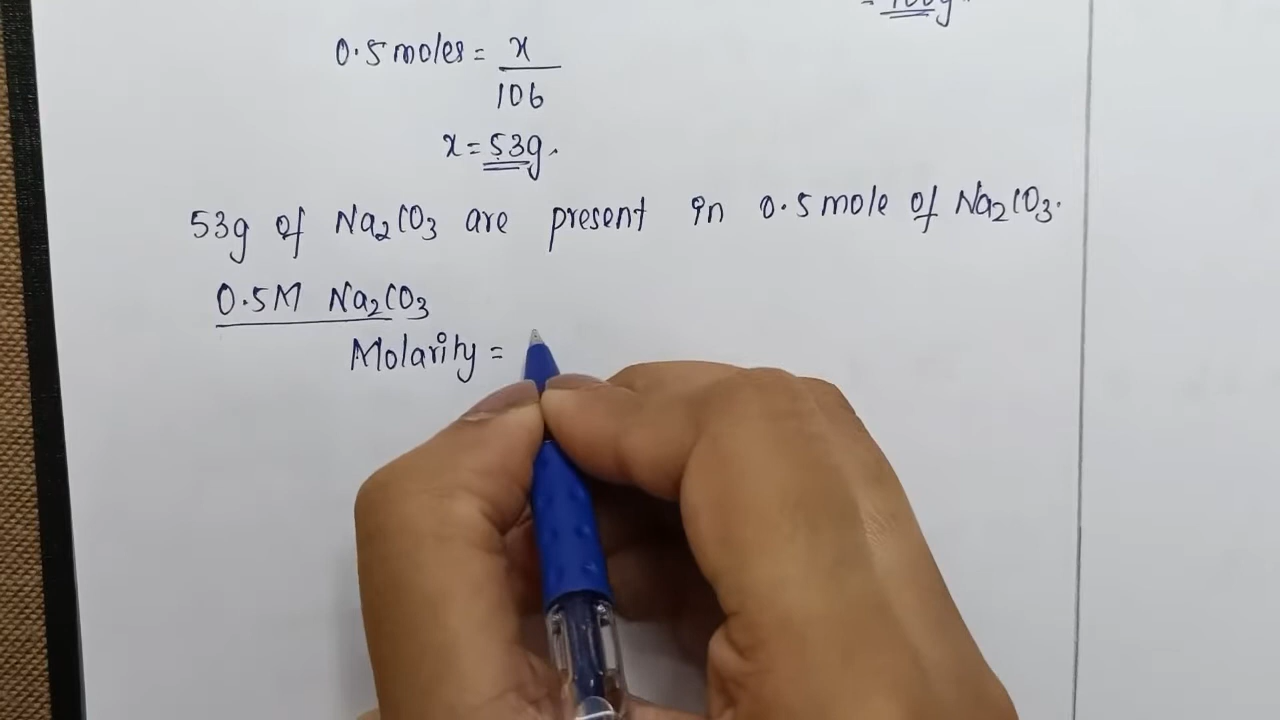 0.5 moles = x
106
x = 53g.
53g of Na2CO3 are present in 0.5 mole of Na2CO3.
0.5M Na2CO3
Molarity =